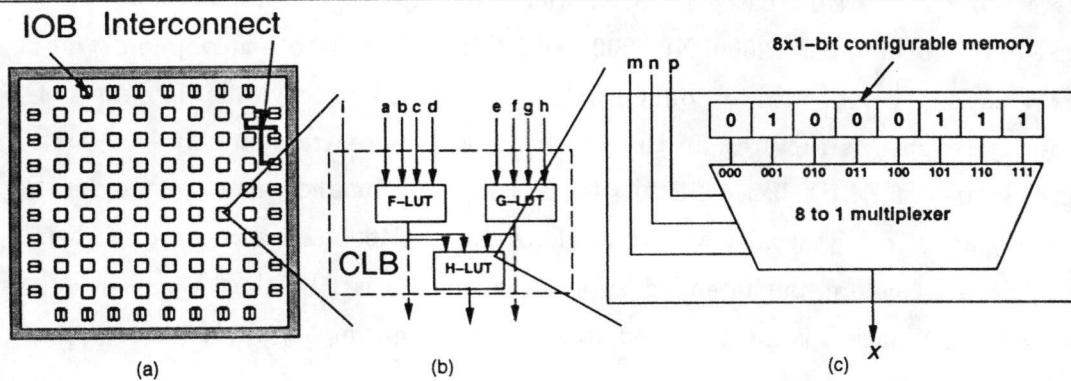 IOB Interconnect
8x1-bit configurable memory
m n p
i
a b c d
e f g h
0 1 0 0 0 1 1 1
000 001 010 011 100 101 110 111
F-LUT
G-LUT
8 to 1 multiplexer
CLB
H-LUT
X
(a)
(b)
(c)